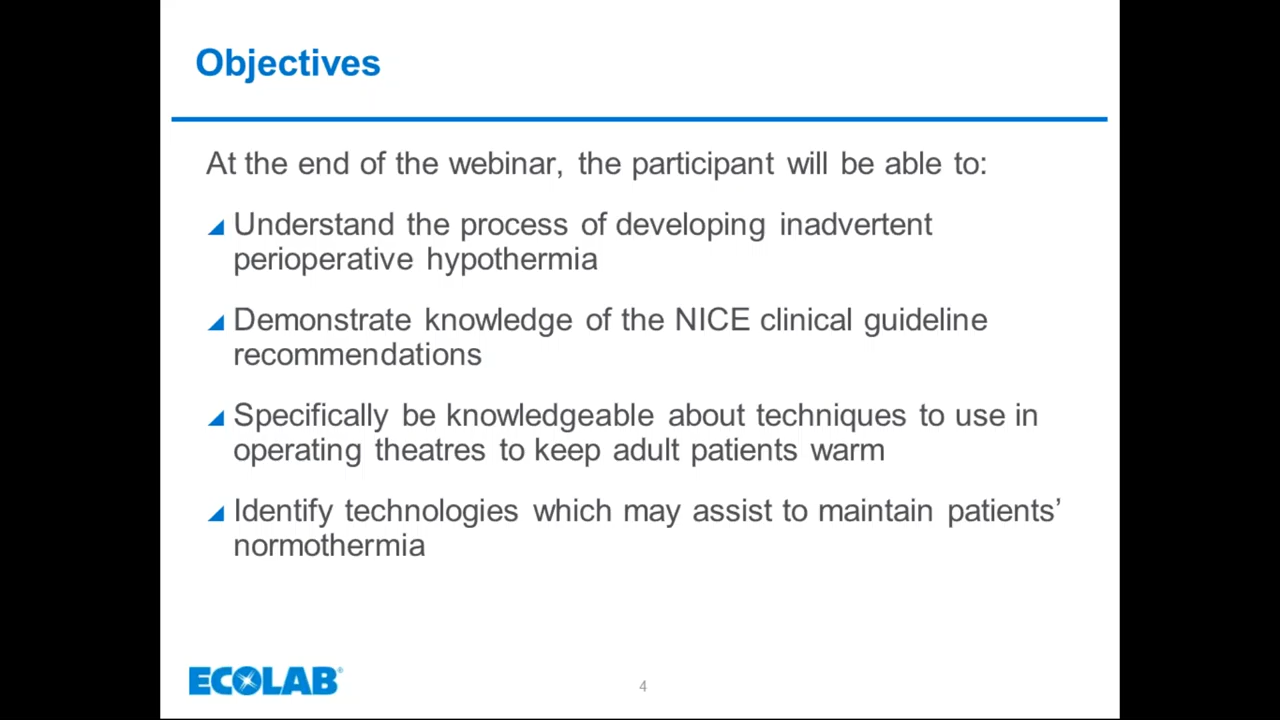 Objectives
At the end of the webinar, the participant will be able to:
Understand the process of developing inadvertent
perioperative hypothermia
Demonstrate knowledge of the NICE clinical guideline
recommendations
Specifically be knowledgeable about techniques to use in
operating theatres to keep adult patients warm
Identify technologies which may assist to maintain patients’
normothermia
ECOLAB®
4